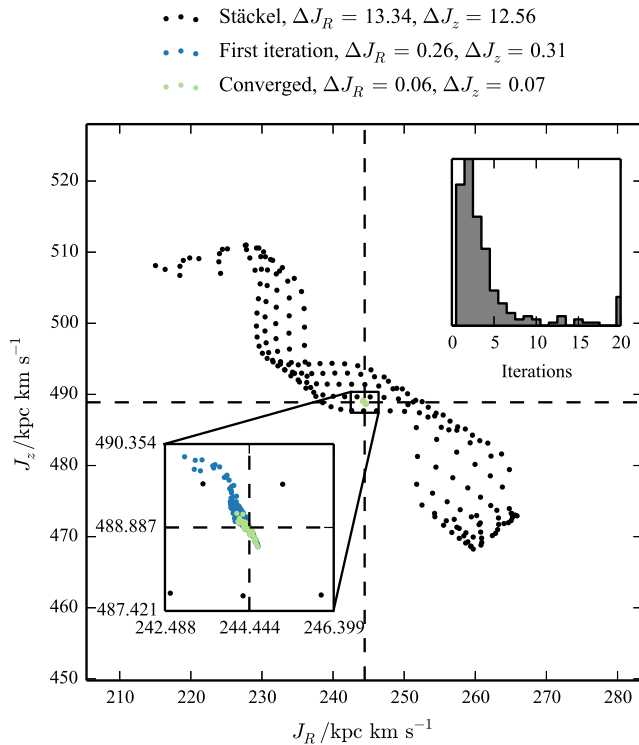 Stäckel, ΔJ_R = 13.34, ΔJ_z = 12.56
First iteration, ΔJ_R = 0.26, ΔJ_z = 0.31
Converged, ΔJ_R = 0.06, ΔJ_z = 0.07
520
510
500
490
480
470
460
450
J_z/kpc km s⁻¹
210 220 230 240 250 260 270 280
J_R/kpc km s⁻¹
0 5 10 15 20
Iterations
490.354
488.887
487.421
242.488 244.444 246.399